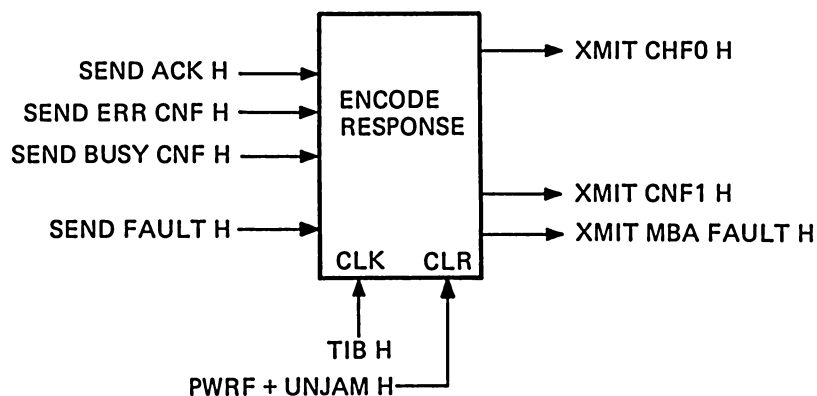 XMIT CHF0 H
SEND ACK H
ENCODE
RESPONSE
SEND ERR CNF H
SEND BUSY CNF H
XMIT CNF1 H
SEND FAULT H
XMIT MBA FAULT H
CLK
CLR
TIB H
PWRF + UNJAM H